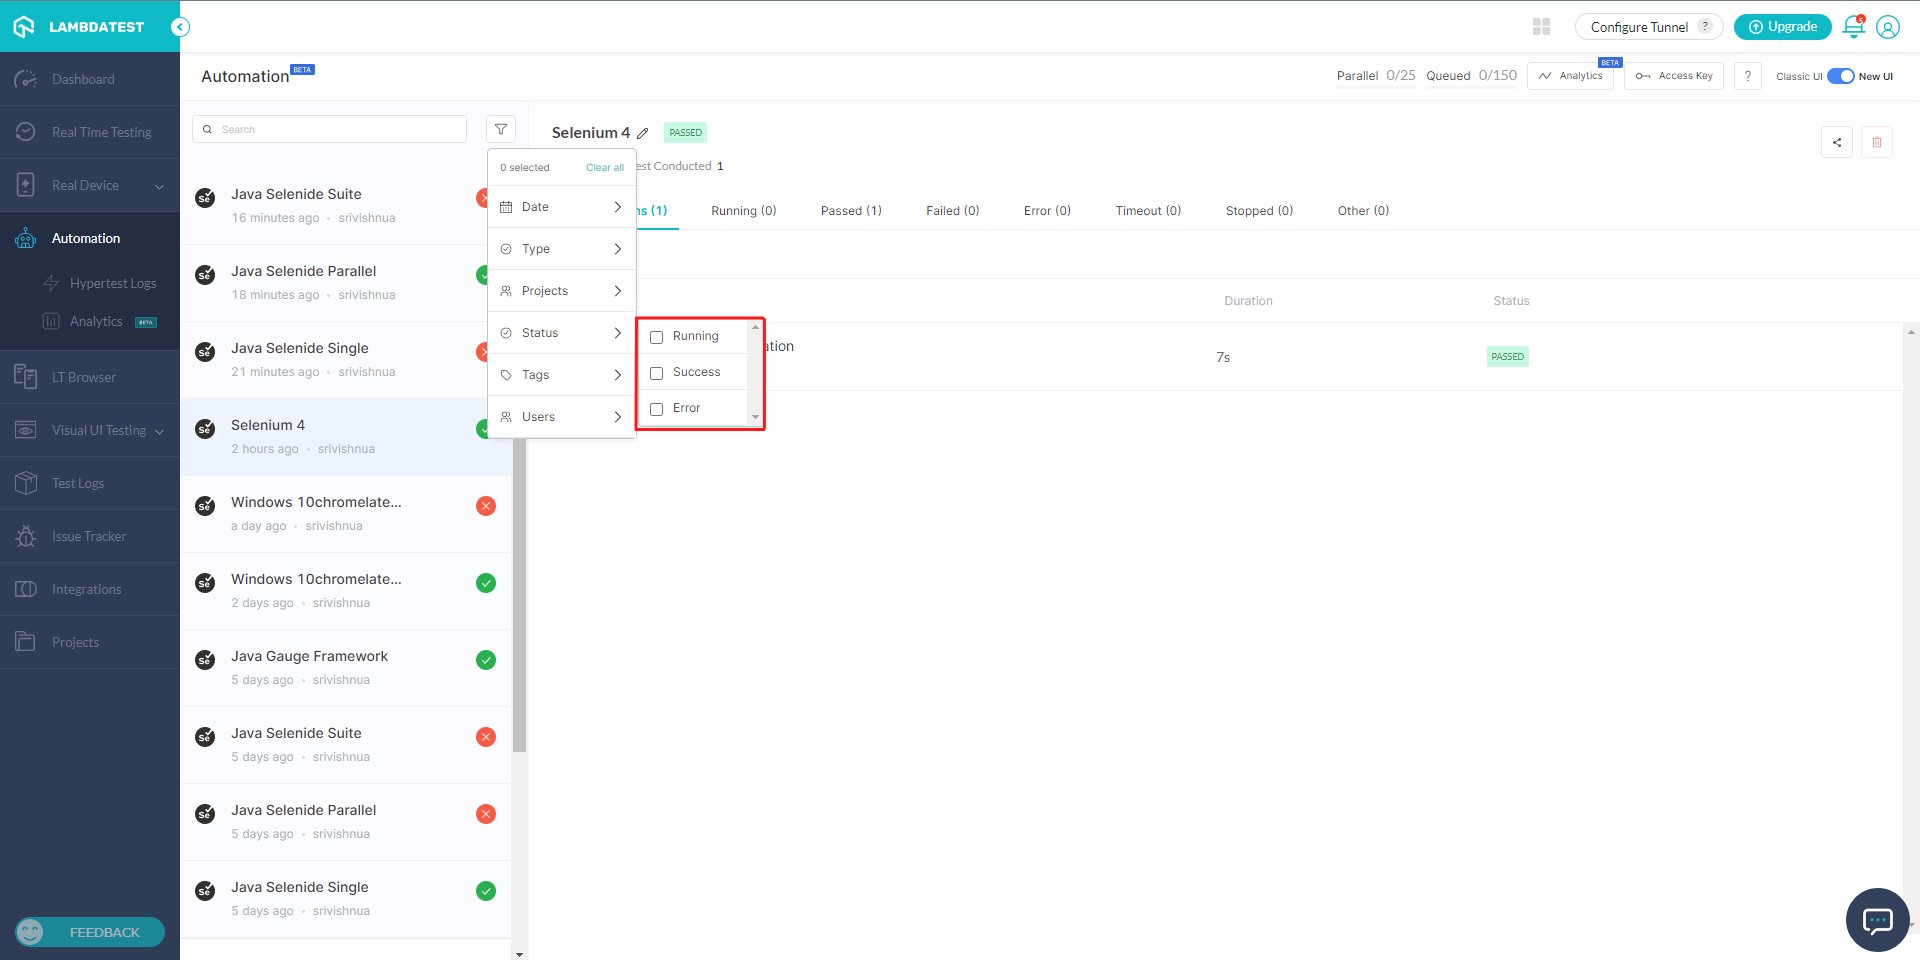 LAMBDATEST
Configure Tunnel ?
Upgrade
6
Dashboard
Real Time Testing
Real Device
Automation
Hypertest Logs
Analytics BETA
LT Browser
Visual UI Testing
Test Logs
Issue Tracker
Integrations
Projects
FEEDBACK
Automation BETA
Parallel 0/25 Queued 0/150
Analytics BETA
Access Key
?
Classic UI New UI
Search
Java Selenide Suite
16 minutes ago • srivishnua
Java Selenide Parallel
18 minutes ago • srivishnua
Java Selenide Single
21 minutes ago • srivishnua
Selenium 4
2 hours ago • srivishnua
Windows 10chromelate...
a day ago • srivishnua
Windows 10chromelate...
2 days ago • srivishnua
Java Gauge Framework
5 days ago • srivishnua
Java Selenide Suite
5 days ago • srivishnua
Java Selenide Parallel
5 days ago • srivishnua
Java Selenide Single
5 days ago • srivishnua
0 selected Clear all
Date
Type
Projects
Status
Tags
Users
Running
Success
Error
Selenium 4 PASSED
est Conducted 1
ns (1) Running (0) Passed (1) Failed (0) Error (0) Timeout (0) Stopped (0) Other (0)
Duration Status
ation
7s PASSED